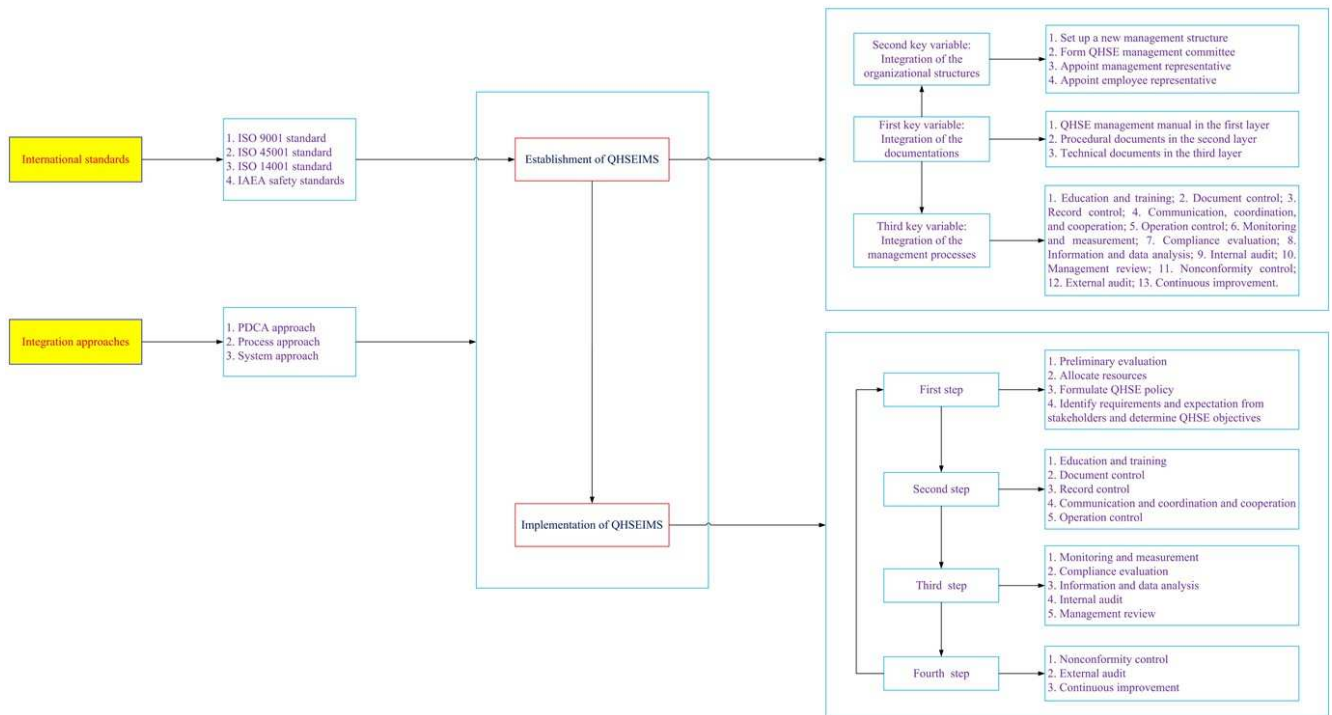 International standards
1. ISO 9001 standard
2. ISO 45001 standard
3. ISO 14001 standard
4. IAEA safety standards
Integration approaches
1. PDCA approach
2. Process approach
3. System approach
Establishment of QHSEIMS
Implementation of QHSEIMS
Second key variable:
Integration of the
organizational structures
1. Set up a new management structure
2. Form QHSE management committee
3. Appoint management representative
4. Appoint employee representative
First key variable:
Integration of the
documentations
1. QHSE management manual in the first layer
2. Procedural documents in the second layer
3. Technical documents in the third layer
Third key variable:
Integration of the
management processes
1. Education and training; 2. Document control; 3.
Record control; 4. Communication, coordination,
and cooperation; 5. Operation control; 6. Monitoring
and measurement; 7. Compliance evaluation; 8.
Information and data analysis; 9. Internal audit; 10.
Management review; 11. Nonconformity control;
12. External audit; 13. Continuous improvement.
First step
1. Preliminary evaluation
2. Allocate resources
3. Formulate QHSE policy
4. Identify requirements and expectation from
stakeholders and determine QHSE objectives
Second step
1. Education and training
2. Document control
3. Record control
4. Communication and coordination and cooperation
5. Operation control
Third step
1. Monitoring and measurement
2. Compliance evaluation
3. Information and data analysis
4. Internal audit
5. Management review
Fourth step
1. Nonconformity control
2. External audit
3. Continuous improvement